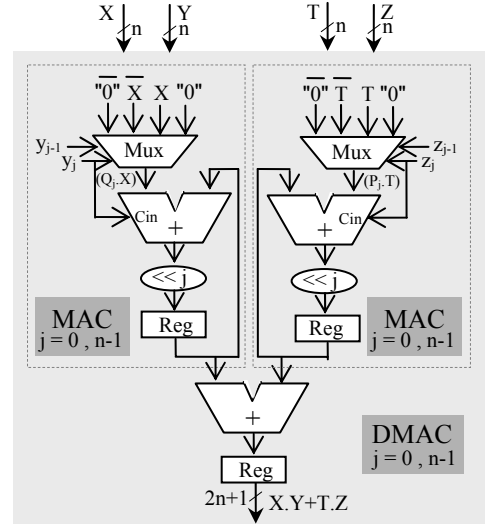 X Y T Z
n n n n
"0̅" X̅ X "0" "0̅" T̅ T "0"
y_{j-1} Mux Mux z_{j-1}
y_j z_j
(Q_j.X) (P_j.T)
Cin Cin
+ +
<< j << j
MAC Reg Reg MAC
j = 0 , n-1 j = 0 , n-1
+
DMAC
j = 0 , n-1
Reg
2n+1 X.Y+T.Z